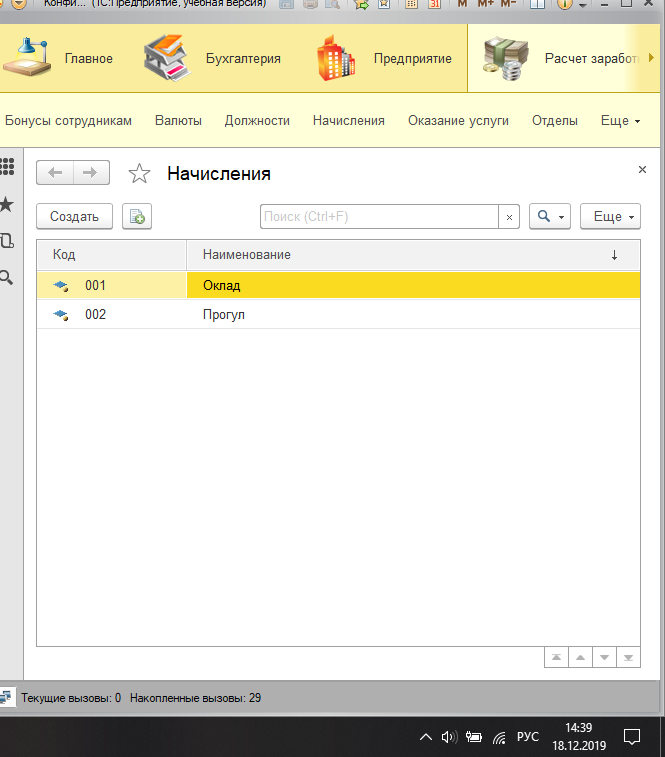 Конфи... (1С:Предприятие, учебная версия) 31 M M+ M-
Главное Бухгалтерия Предприятие Расчет заработ
Бонусы сотрудникам Валюты Должности Начисления Оказание услуги Отделы Еще
Начисления
Создать Поиск (Ctrl+F) Еще
Код Наименование
001 Оклад
002 Прогул
Текущие вызовы: 0 Накопленные вызовы: 29
РУС 14:39
18.12.2019